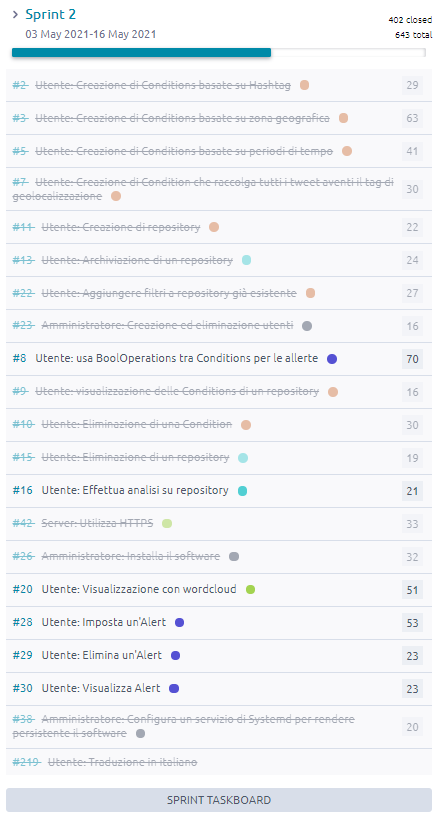 Sprint 2
402 closed
03 May 2021-16 May 2021
643 total
#2 Utente: Creazione di Conditions basate su Hashtag 29
#3 Utente: Creazione di Conditions basate su zona geografica 63
#5 Utente: Creazione di Conditions basate su periodi di tempo 41
#7 Utente: Creazione di Condition che raccolga tutti i tweet aventi il tag di
geolocalizzazione 30
#11 Utente: Creazione di repository 22
#13 Utente: Archiviazione di un repository 24
#22 Utente: Aggiungere filtri a repository già esistente 27
#23 Amministratore: Creazione ed eliminazione utenti 16
#8 Utente: usa BoolOperations tra Conditions per le allerte 70
#9 Utente: visualizzazione delle Conditions di un repository 16
#10 Utente: Eliminazione di una Condition 30
#15 Utente: Eliminazione di un repository 19
#16 Utente: Effettua analisi su repository 21
#42 Server: Utilizza HTTPS 33
#26 Amministratore: Installa il software 32
#20 Utente: Visualizzazione con wordcloud 51
#28 Utente: Imposta un'Alert 53
#29 Utente: Elimina un'Alert 23
#30 Utente: Visualizza Alert 23
#38 Amministratore: Configura un servizio di Systemd per rendere
persistente il software 20
#219 Utente: Traduzione in italiano
SPRINT TASKBOARD